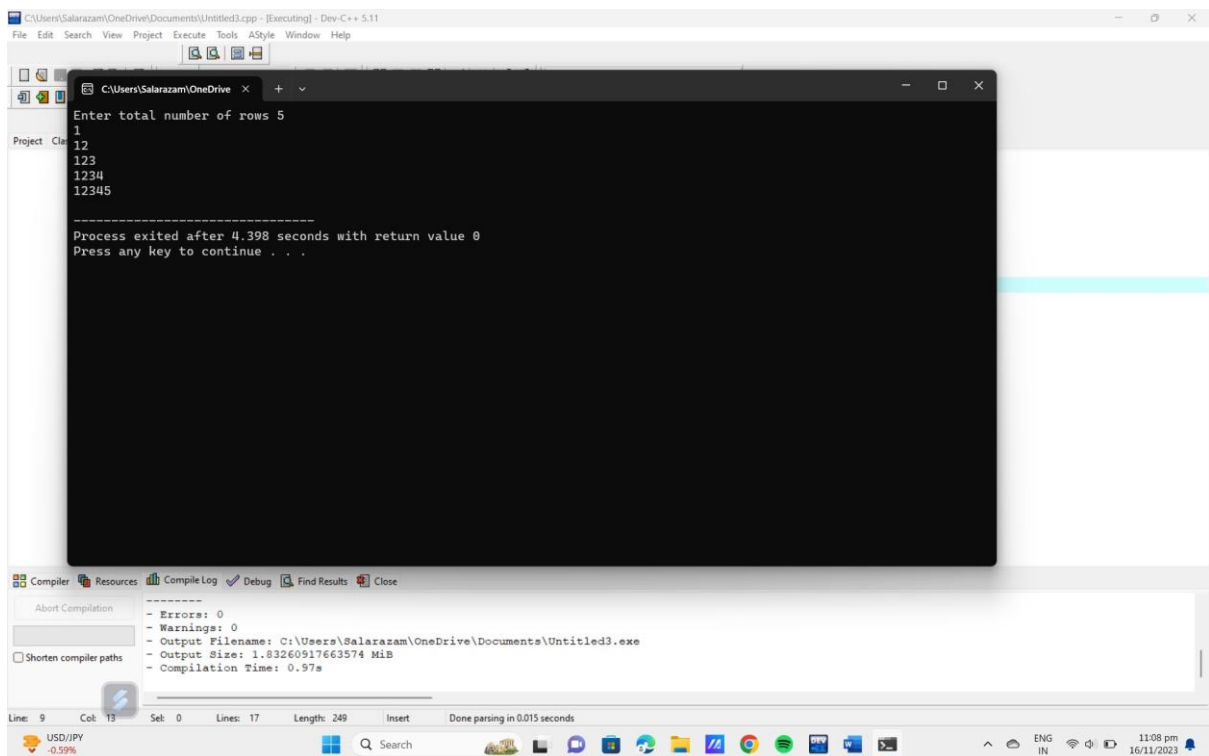 C:\Users\Salarazam\OneDrive\Documents\Untitled3.cpp - [Executing] - Dev-C++ 5.11
File Edit Search View Project Execute Tools AStyle Window Help
C:\Users\Salarazam\OneDrive
Enter total number of rows 5
1
Project
12
123
1234
12345
--------------------------------
Process exited after 4.398 seconds with return value 0
Press any key to continue . . .
Compiler Resources Compile Log Debug Find Results Close
Abort Compilation
--------
- Errors: 0
- Warnings: 0
- Output Filename: C:\Users\Salarazam\OneDrive\Documents\Untitled3.exe
Shorten compiler paths
- Output Size: 1.83260917663574 MiB
- Compilation Time: 0.97s
Line: 9 Col: 13 Sel: 0 Lines: 17 Length: 249 Insert Done parsing in 0.015 seconds
USD/JPY
-0.59%
Search
ENG
IN
11:08 pm
16/11/2023